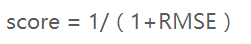 score = 1/ ( 1+RMSE )